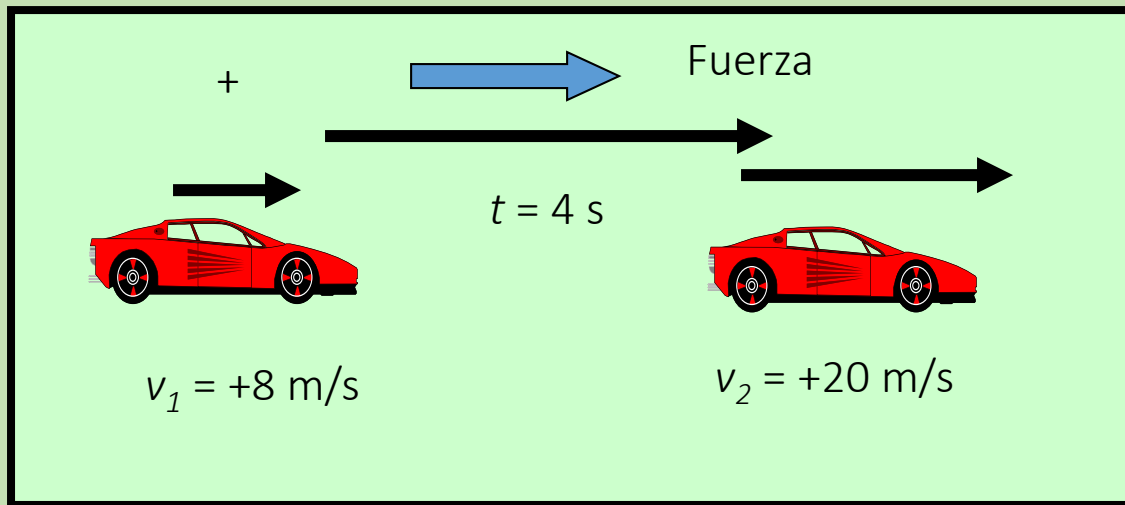 +
Fuerza
t = 4 s
v₁ = +8 m/s
v₂ = +20 m/s